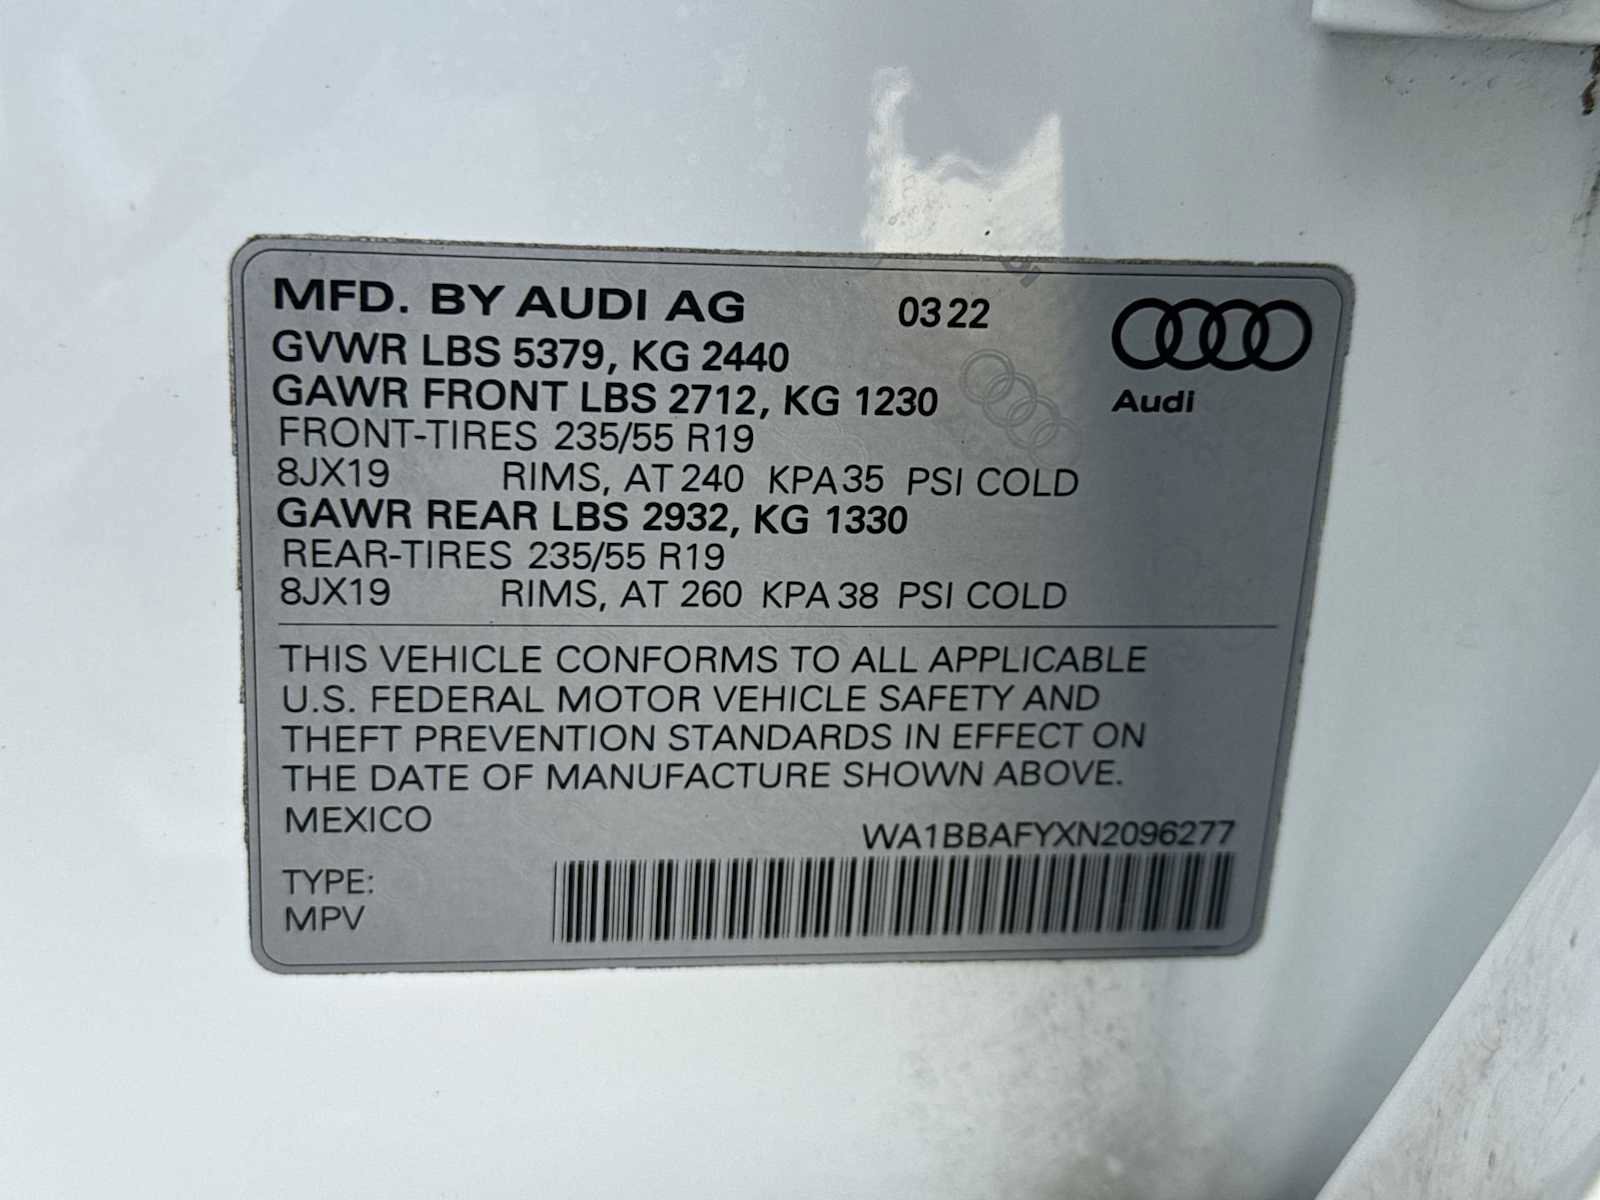 MFD. BY AUDI AG 03 22
GVWR LBS 5379, KG 2440
GAWR FRONT LBS 2712, KG 1230
Audi
FRONT-TIRES 235/55 R19
8JX19 RIMS, AT 240 KPA 35 PSI COLD
GAWR REAR LBS 2932, KG 1330
REAR-TIRES 235/55 R19
8JX19 RIMS, AT 260 KPA 38 PSI COLD
THIS VEHICLE CONFORMS TO ALL APPLICABLE
U.S. FEDERAL MOTOR VEHICLE SAFETY AND
THEFT PREVENTION STANDARDS IN EFFECT ON
THE DATE OF MANUFACTURE SHOWN ABOVE.
MEXICO
WA1BBAFYXN2096277
TYPE:
MPV